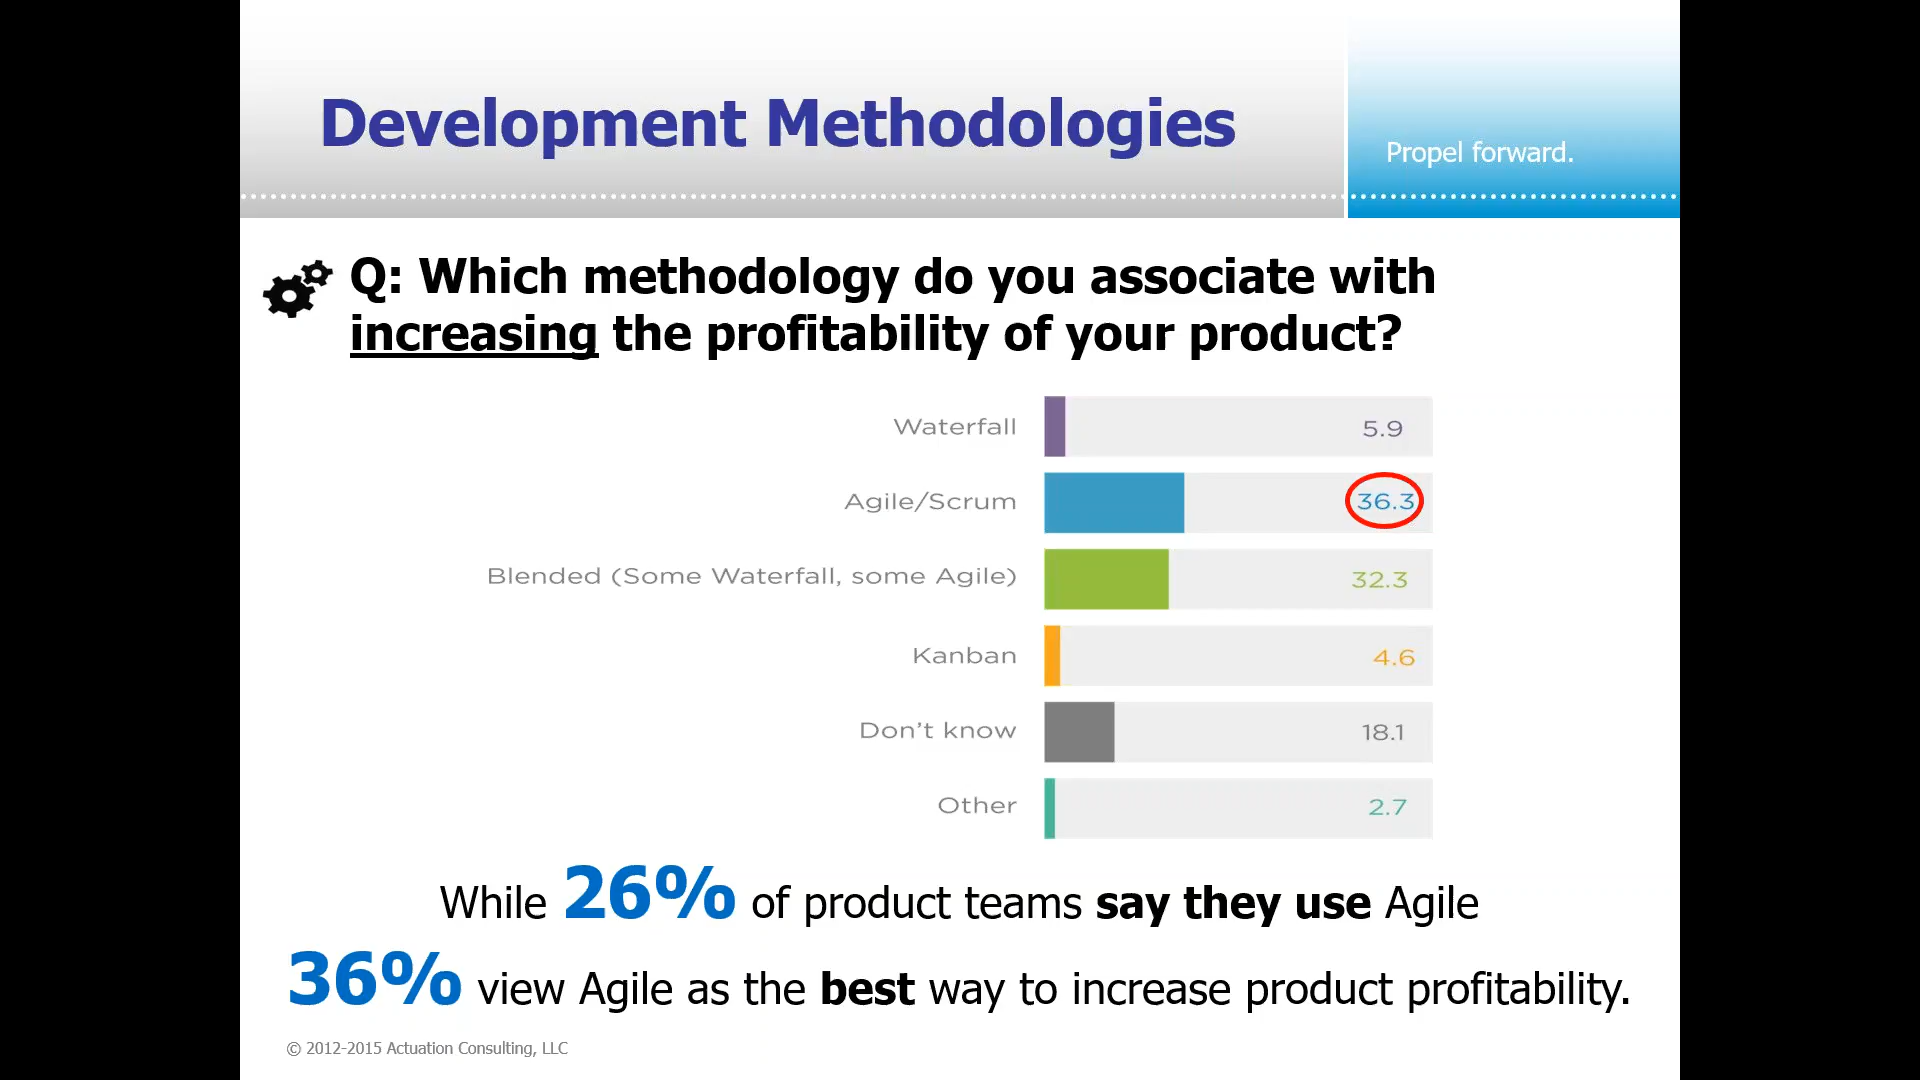 Development Methodologies
Propel forward.
Q: Which methodology do you associate with
increasing the profitability of your product?
Waterfall 5.9
Agile/Scrum 36.3
Blended (Some Waterfall, some Agile) 32.3
Kanban 4.6
Don't know 18.1
Other 2.7
While 26% of product teams say they use Agile
36% view Agile as the best way to increase product profitability.
© 2012-2015 Actuation Consulting, LLC